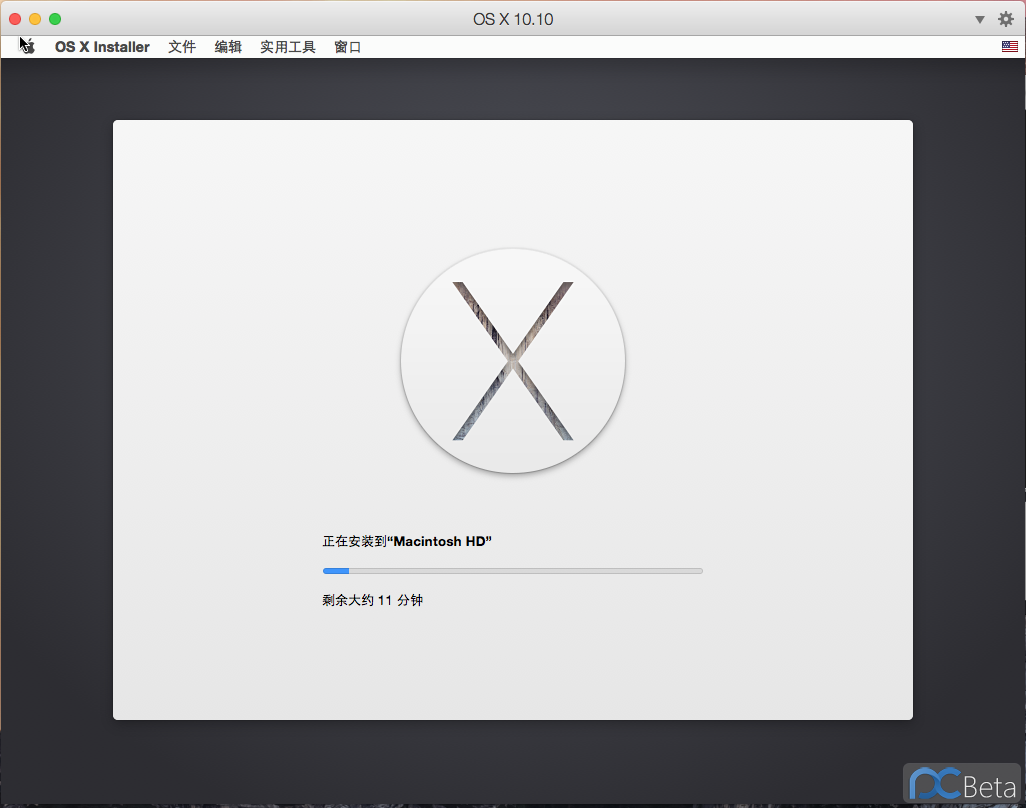 OS X 10.10
OS X Installer 文件 编辑 实用工具 窗口
正在安装到“Macintosh HD”
剩余大约 11 分钟
PCBeta